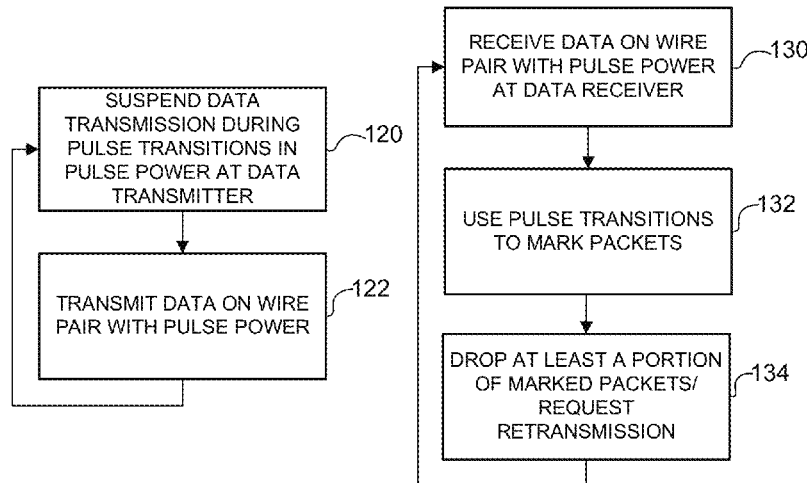 SUSPEND DATA
TRANSMISSION DURING
PULSE TRANSITIONS IN
PULSE POWER AT DATA
TRANSMITTER
120
TRANSMIT DATA ON WIRE
PAIR WITH PULSE POWER
122
RECEIVE DATA ON WIRE
PAIR WITH PULSE POWER
AT DATA RECEIVER
130
USE PULSE TRANSITIONS
TO MARK PACKETS
132
DROP AT LEAST A PORTION
OF MARKED PACKETS/
REQUEST
RETRANSMISSION
134